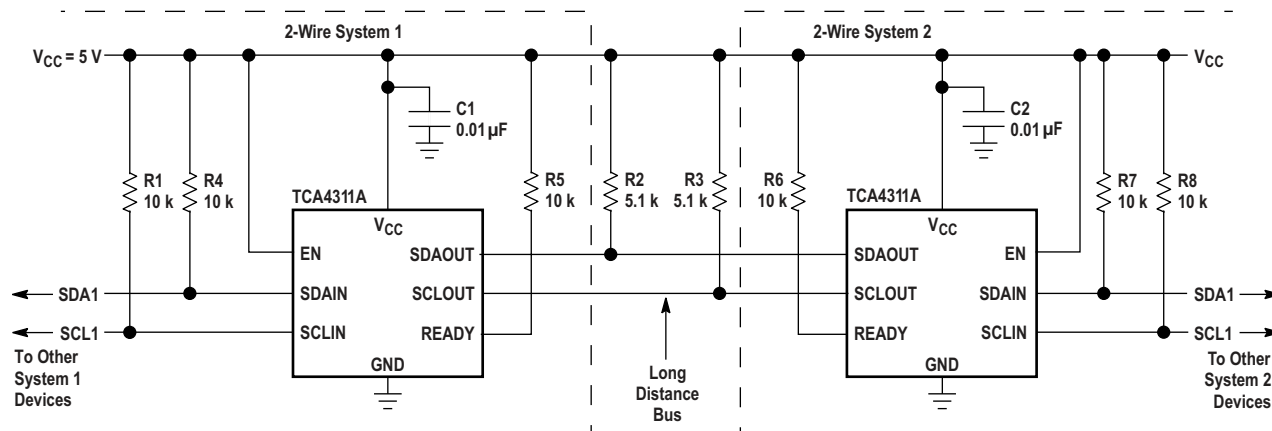 2-Wire System 1
2-Wire System 2
VCC = 5 V
VCC
C1
0.01 µF
C2
0.01 µF
R1
10 k
R4
10 k
R5
10 k
R2
5.1 k
R3
5.1 k
R6
10 k
R7
10 k
R8
10 k
TCA4311A
VCC
EN
SDAIN
SCLIN
SDAOUT
SCLOUT
READY
GND
TCA4311A
VCC
SDAOUT
SCLOUT
READY
EN
SDAIN
SCLIN
GND
SDA1
SCL1
To Other
System 1
Devices
Long
Distance
Bus
SDA1
SCL1
To Other
System 2
Devices